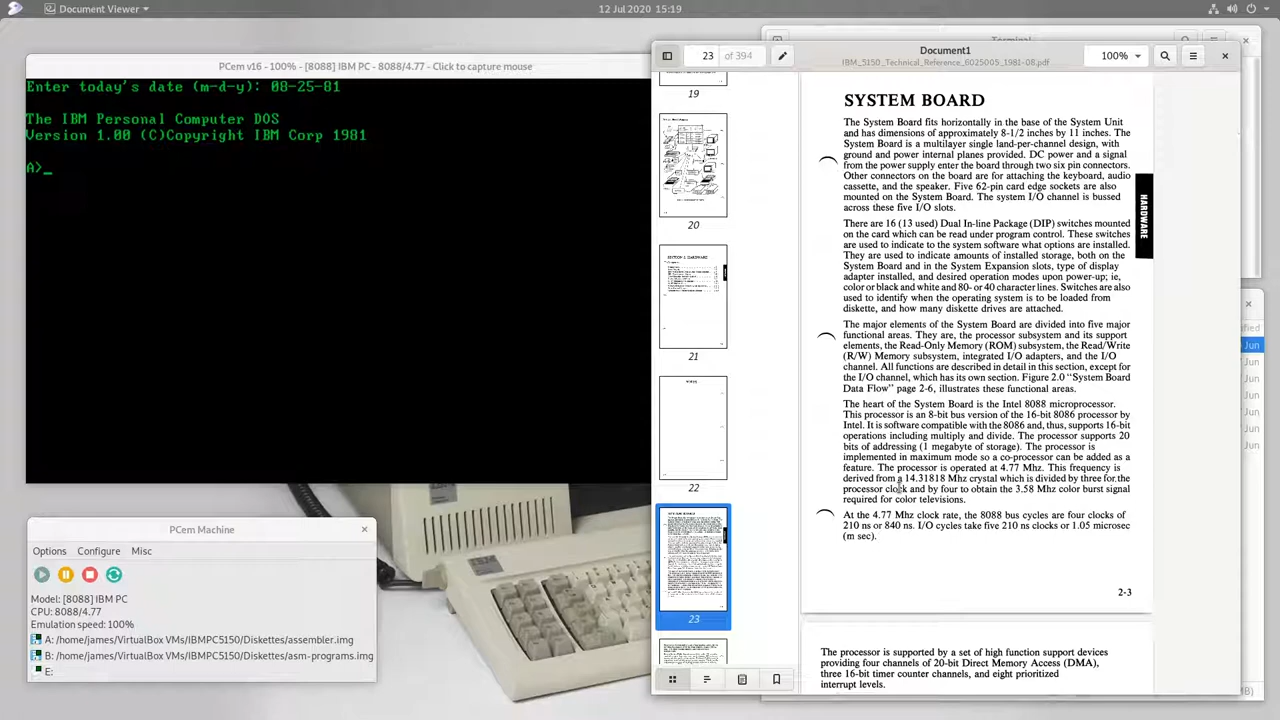 Document Viewer
12 Jul 2020 15:19
PCem v16 - 100% - [8088] IBM PC - 8088/4.77 - Click to capture mouse
Enter today's date (m-d-y): 08-25-81
The IBM Personal Computer DOS
Version 1.00 (C)Copyright IBM Corp 1981
A>_
PCem Machine
Options Configure Misc
Model: [8088] IBM PC
CPU: 8088/4.77
Emulation speed: 100%
A: /home/james/VirtualBox VMs/IBMPC5150/Diskettes/assembler.img
B: /home/james/VirtualBox VMs/IBMPC5150/Diskettes/asm-programs.img
E:
Terminal
23 of 394
Document1
IBM_5150_Technical_Reference_6025005_1981-08.pdf
100%
19
20
21
22
23
SYSTEM BOARD
The System Board fits horizontally in the base of the System Unit
and has dimensions of approximately 8-1/2 inches by 11 inches. The
System Board is a multilayer single land-per-channel design, with
ground and power internal planes provided. DC power and a signal
from the power supply enter the board through two six pin connectors.
Other connectors on the board are for attaching the keyboard, audio
cassette, and the speaker. Five 62-pin card edge sockets are also
mounted on the System Board. The system I/O channel is bussed
across these five I/O slots.
There are 16 (13 used) Dual In-line Package (DIP) switches mounted
on the card which can be read under program control. These switches
are used to indicate to the system software what options are installed.
They are used to indicate amounts of installed storage, both on the
System Board and in the System Expansion slots, type of display
adapter installed, and desired operation modes upon power-up; ie,
color or black and white and 80- or 40 character lines. Switches are also
used to identify when the operating system is to be loaded from
diskette, and how many diskette drives are attached.
The major elements of the System Board are divided into five major
functional areas. They are, the processor subsystem and its support
elements, the Read-Only Memory (ROM) subsystem, the Read/Write
(R/W) Memory subsystem, integrated I/O adapters, and the I/O
channel. All functions are described in detail in this section, except for
the I/O channel, which has its own section. Figure 2.0 "System Board
Data Flow" page 2-6, illustrates these functional areas.
The heart of the System Board is the Intel 8088 microprocessor.
This processor is an 8-bit bus version of the 16-bit 8086 processor by
Intel. It is software compatible with the 8086 and, thus, supports 16-bit
operations including multiply and divide. The processor supports 20
bits of addressing (1 megabyte of storage). The processor is
implemented in maximum mode so a co-processor can be added as a
feature. The processor is operated at 4.77 Mhz. This frequency is
derived from a 14.31818 Mhz crystal which is divided by three for the
processor clock and by four to obtain the 3.58 Mhz color burst signal
required for color televisions.
At the 4.77 Mhz clock rate, the 8088 bus cycles are four clocks of
210 ns or 840 ns. I/O cycles take five 210 ns clocks or 1.05 microsec
(m sec).
2-3
HARDWARE
The processor is supported by a set of high function support devices
providing four channels of 20-bit Direct Memory Access (DMA),
three 16-bit timer counter channels, and eight prioritized
interrupt levels.
Jun
Jun
Jun
Jun
Jun
Jun